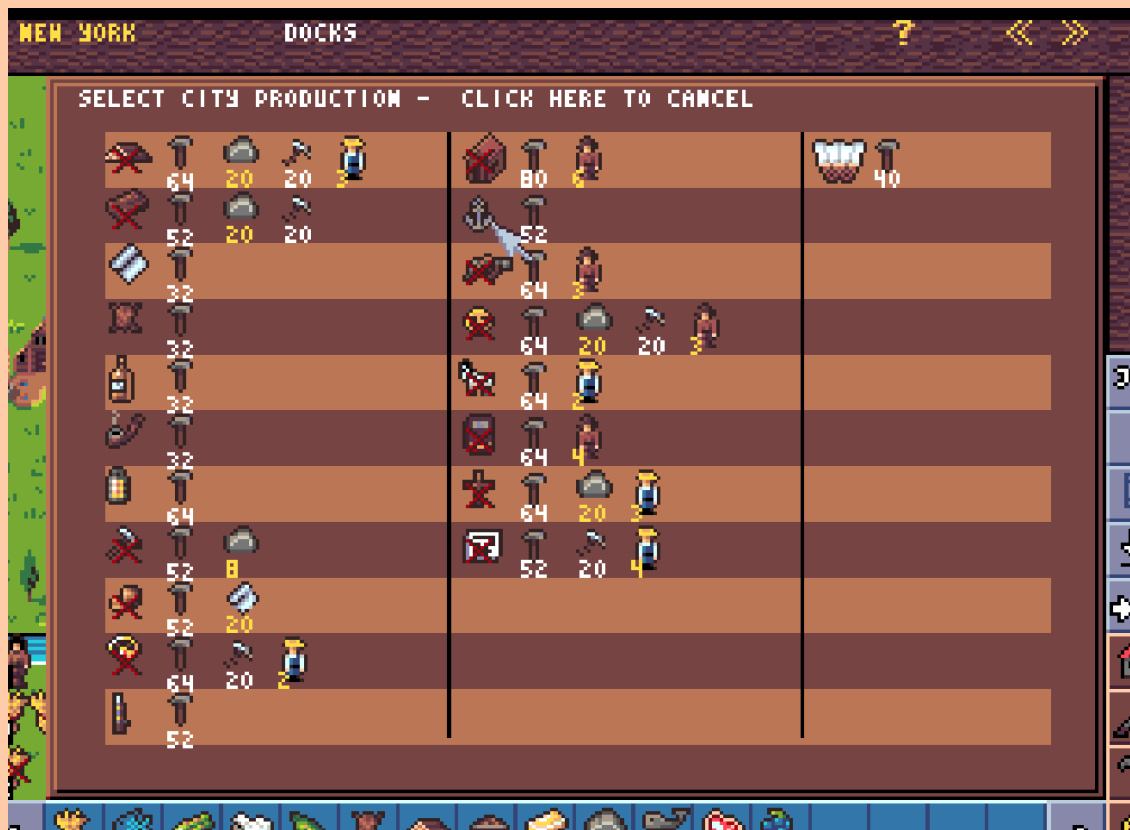 NEW YORK DOCKS ? « »
SELECT CITY PRODUCTION - CLICK HERE TO CANCEL
64 20 20 3 80 6 40
52 20 20 52
32 64 3
32 64 20 20 3
32 64 2
32 64 4
64 64 20 3
52 8 52 20 4
52 20
64 20 2
52